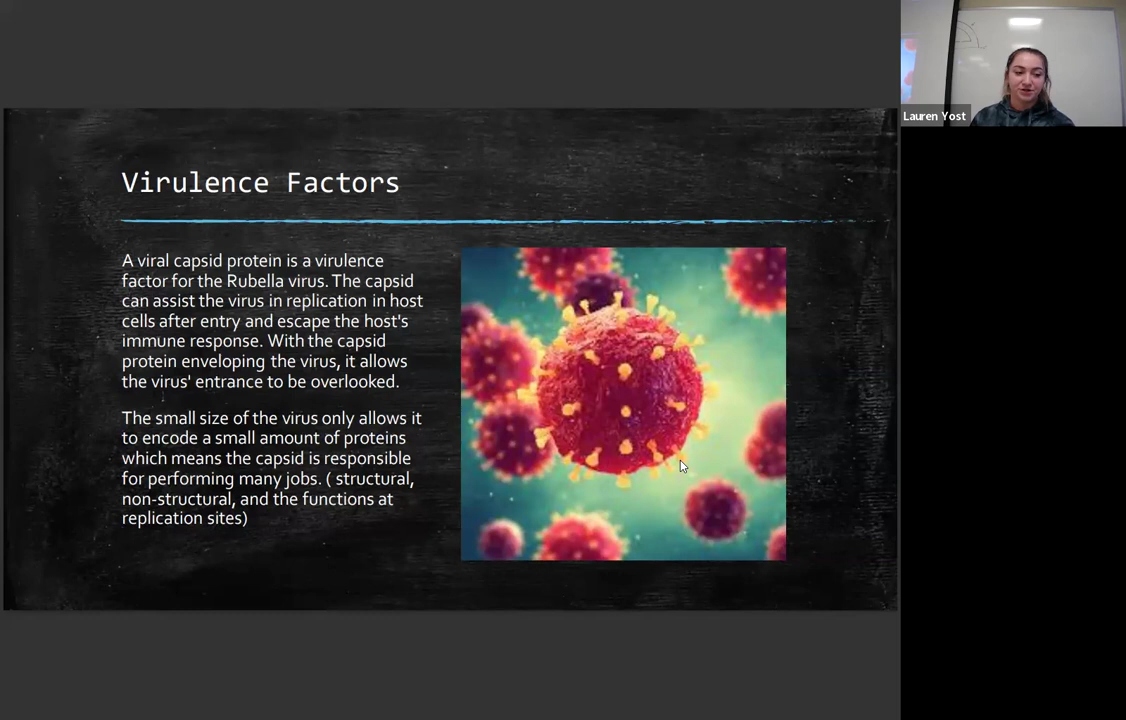 Virulence Factors
A viral capsid protein is a virulence
factor for the Rubella virus. The capsid
can assist the virus in replication in host
cells after entry and escape the host's
immune response. With the capsid
protein enveloping the virus, it allows
the virus' entrance to be overlooked.
The small size of the virus only allows it
to encode a small amount of proteins
which means the capsid is responsible
for performing many jobs. ( structural,
non-structural, and the functions at
replication sites)
Lauren Yost